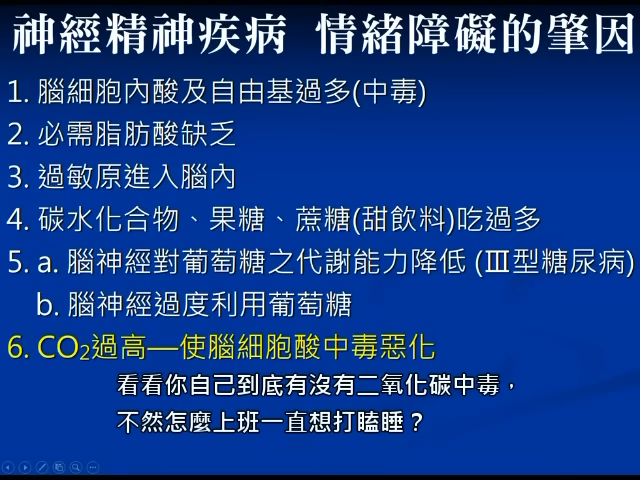 神經精神疾病 情緒障礙的肇因
1. 腦細胞內酸及自由基過多(中毒)
2. 必需脂肪酸缺乏
3. 過敏原進入腦內
4. 碳水化合物、果糖、蔗糖(甜飲料)吃過多
5. a. 腦神經對葡萄糖之代謝能力降低 (Ⅲ型糖尿病)
b. 腦神經過度利用葡萄糖
6. CO₂過高—使腦細胞酸中毒惡化
看看你自己到底有沒有二氧化碳中毒，
不然怎麼上班一直想打瞌睡？